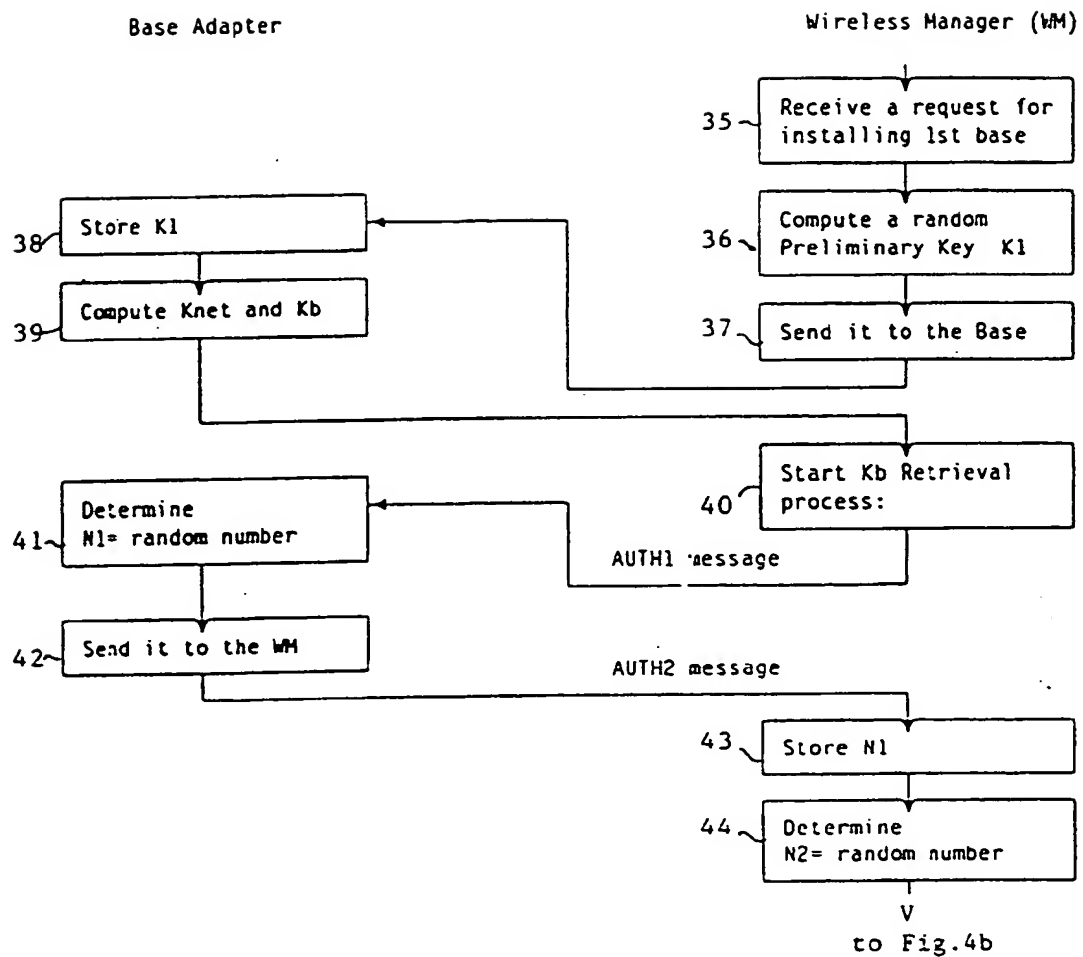 Base Adapter
Wireless Manager (WM)
35
Receive a request for
installing 1st base
36
Compute a random
Preliminary Key K1
37
Send it to the Base
38
Store K1
39
Compute Knet and Kb
40
Start Kb Retrieval
process:
AUTH1 message
41
Determine
N1= random number
42
Send it to the WM
AUTH2 message
43
Store N1
44
Determine
N2= random number
V
to Fig.4b